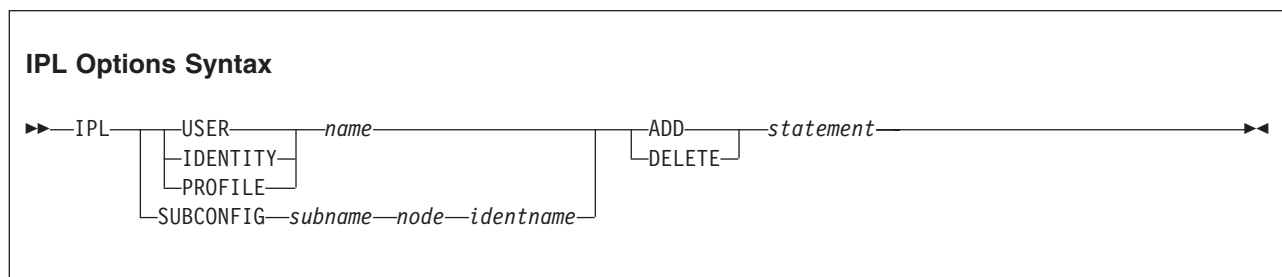 IPL Options Syntax
IPL USER name ADD statement
IDENTITY DELETE
PROFILE
SUBCONFIG subname node identname